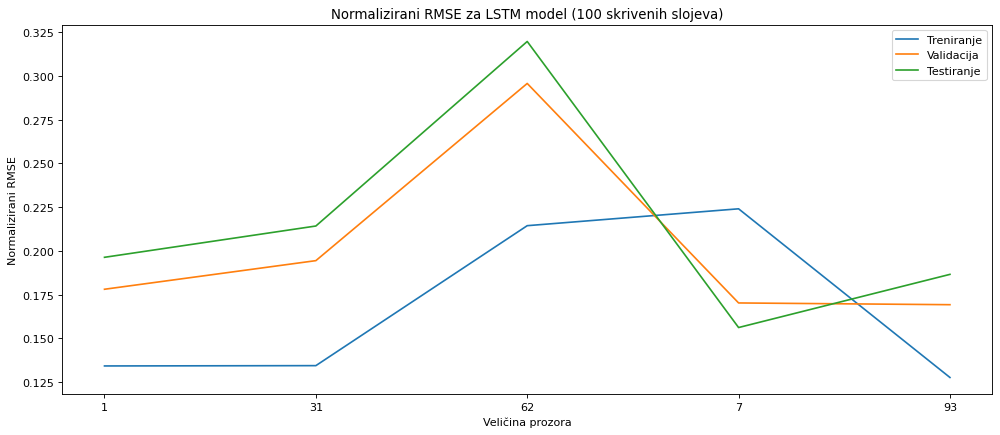 Normalizirani RMSE za LSTM model (100 skrivenih slojeva)
Normalizirani RMSE
0.325
0.300
0.275
0.250
0.225
0.200
0.175
0.150
0.125
Treniranje
Validacija
Testiranje
1 31 62 7 93
Veličina prozora